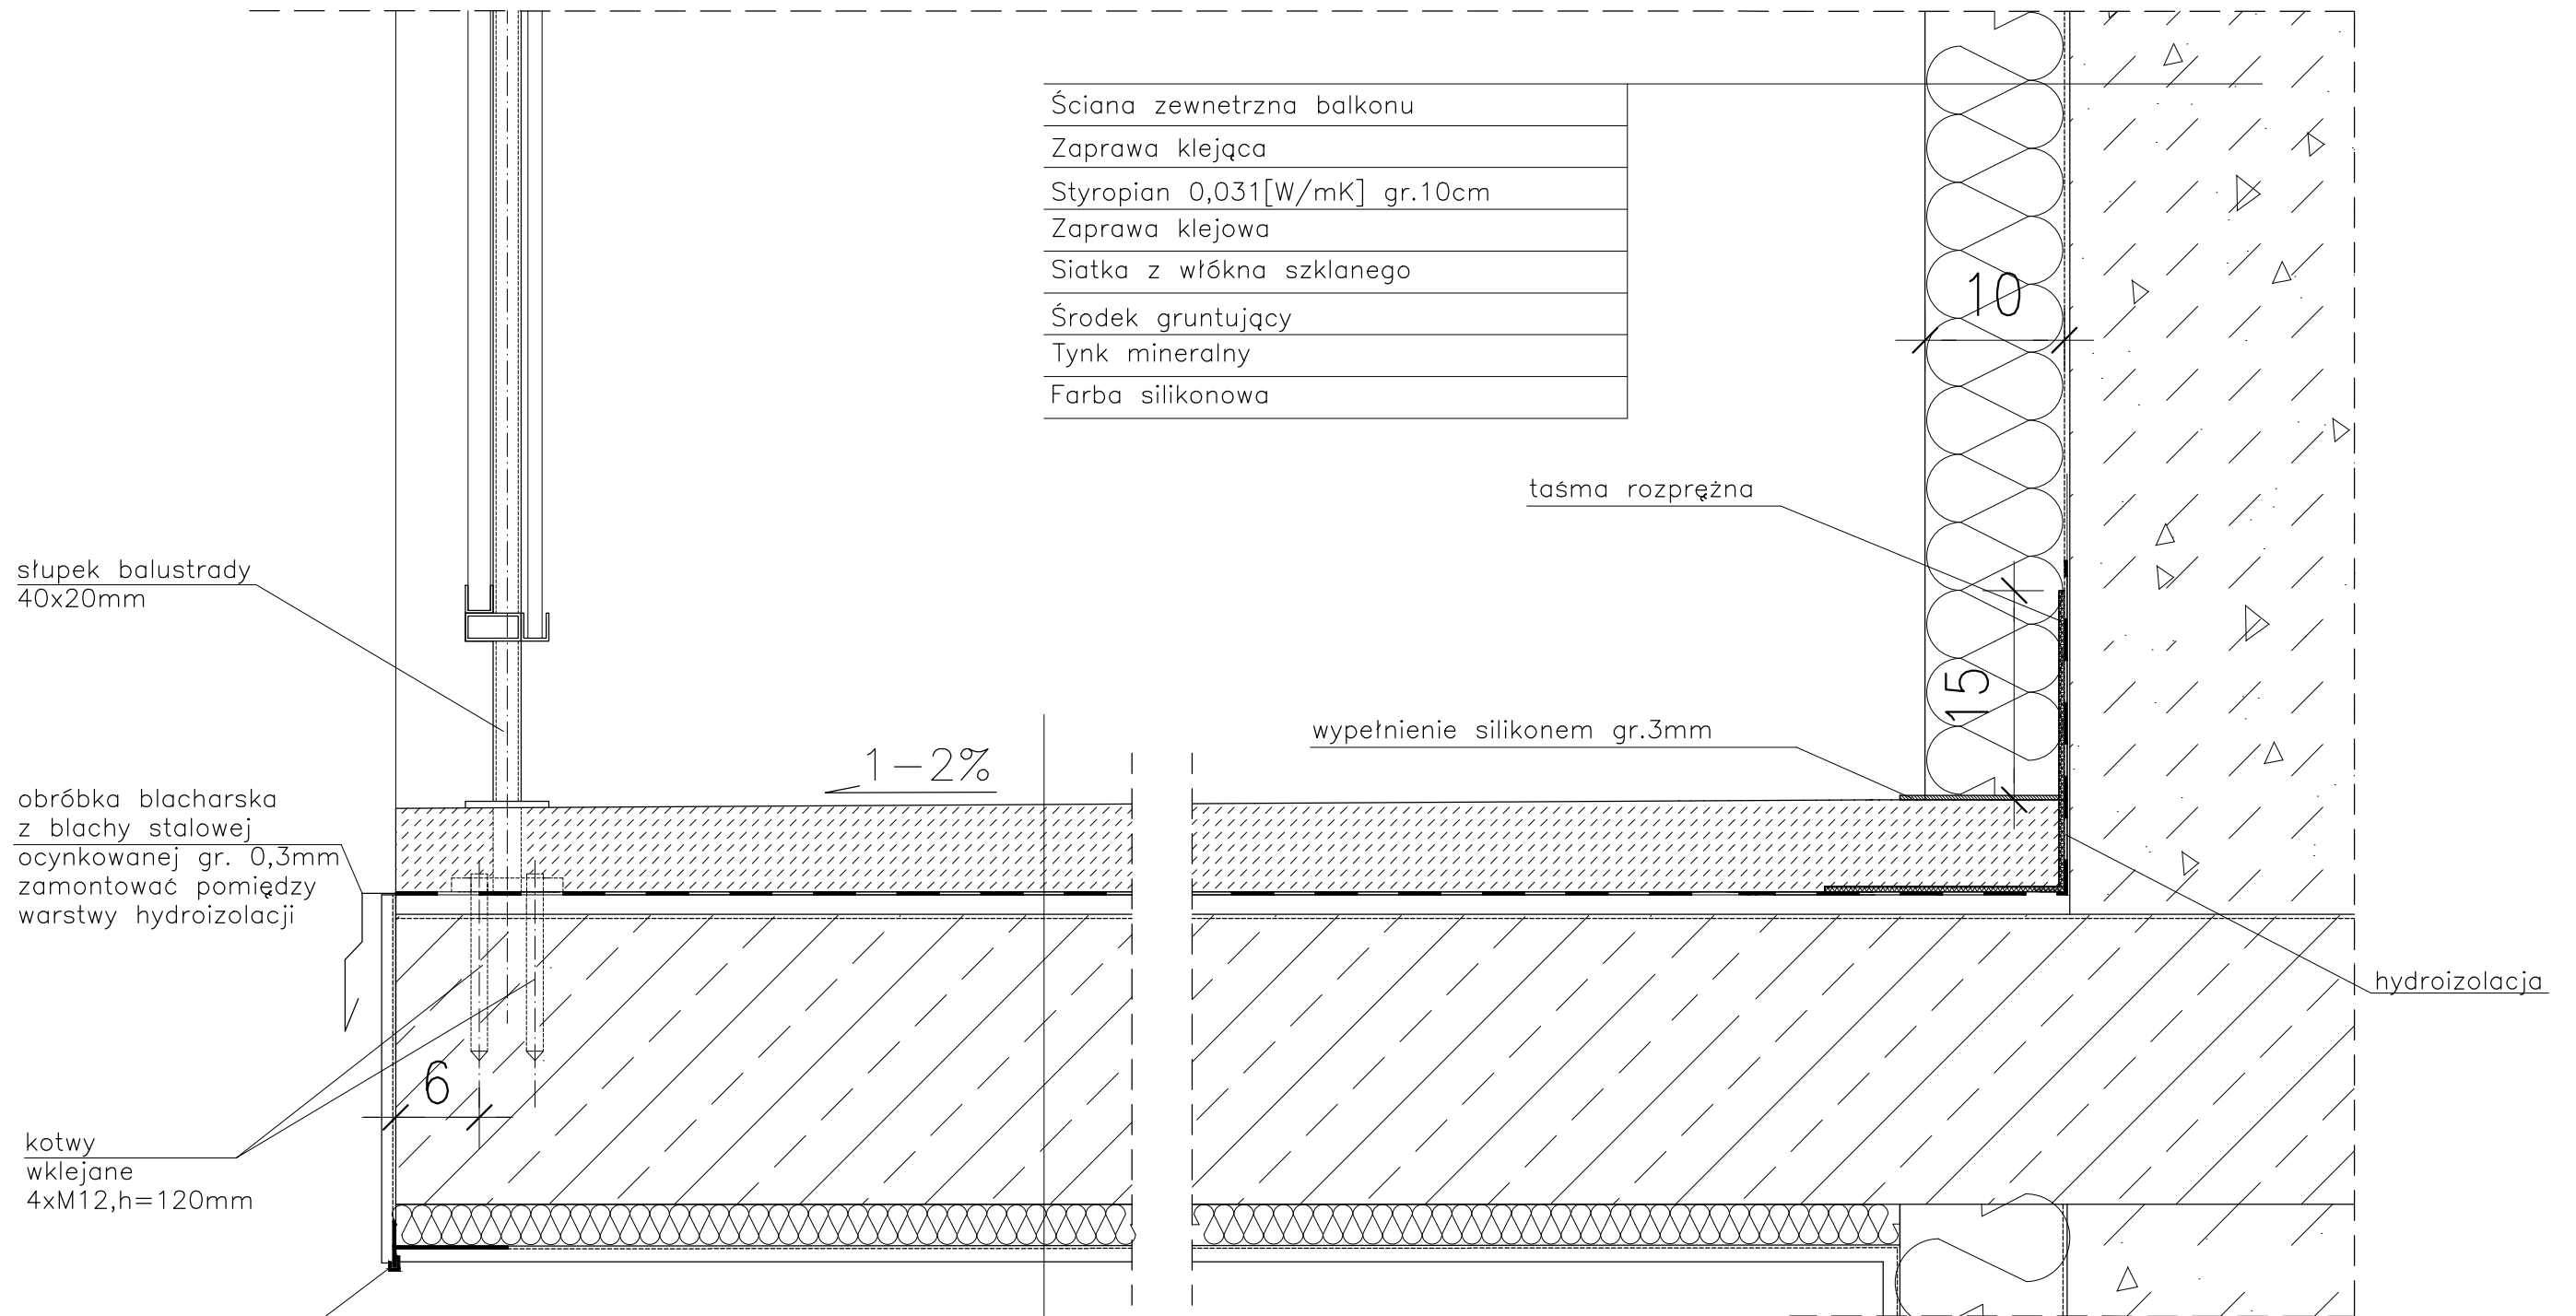 Ściana zewnetrzna balkonu
Zaprawa klejąca
Styropian 0,031[W/mK] gr.10cm
Zaprawa klejowa
Siatka z włókna szklanego
Środek gruntujący
Tynk mineralny
Farba silikonowa
10
taśma rozprężna
słupek balustrady
40x20mm
15
wypełnienie silikonem gr.3mm
1-2%
obróbka blacharska
z blachy stalowej
ocynkowanej gr. 0,3mm
zamontować pomiędzy
warstwy hydroizolacji
hydroizolacja
6
kotwy
wklejane
4xM12,h=120mm